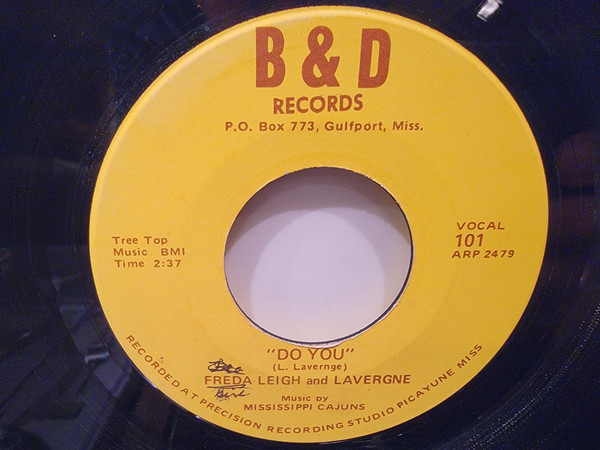 B & D
RECORDS
P.O. Box 773, Gulfport, Miss.
Tree Top
Music BMI
Time 2:37
VOCAL
101
ARP 2479
"DO YOU"
(L. Lavernge)
FREDA LEIGH and LAVERGNE
Music by
MISSISSIPPI CAJUNS
RECORDED AT PRECISION RECORDING STUDIO PICAYUNE MISS